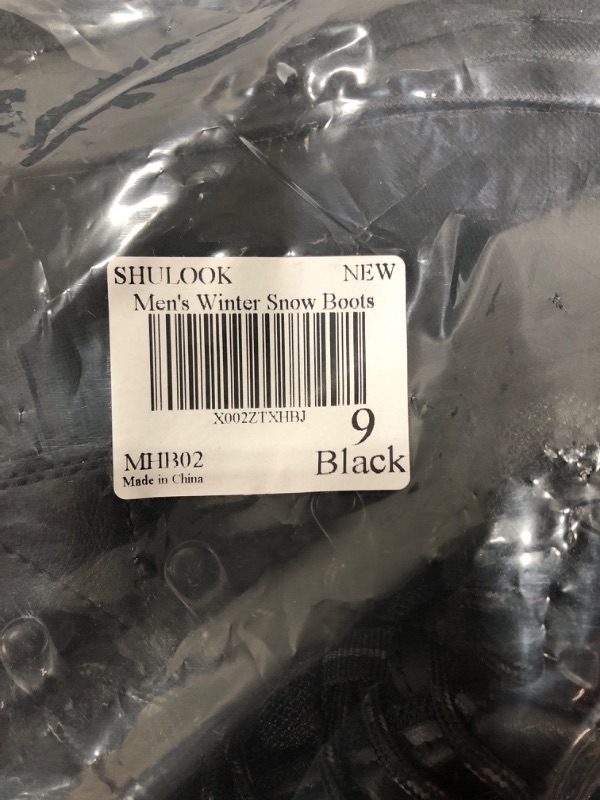 SHULOOK NEW
Men's Winter Snow Boots
X002ZTXHBJ
9
MHB02 Black
Made in China